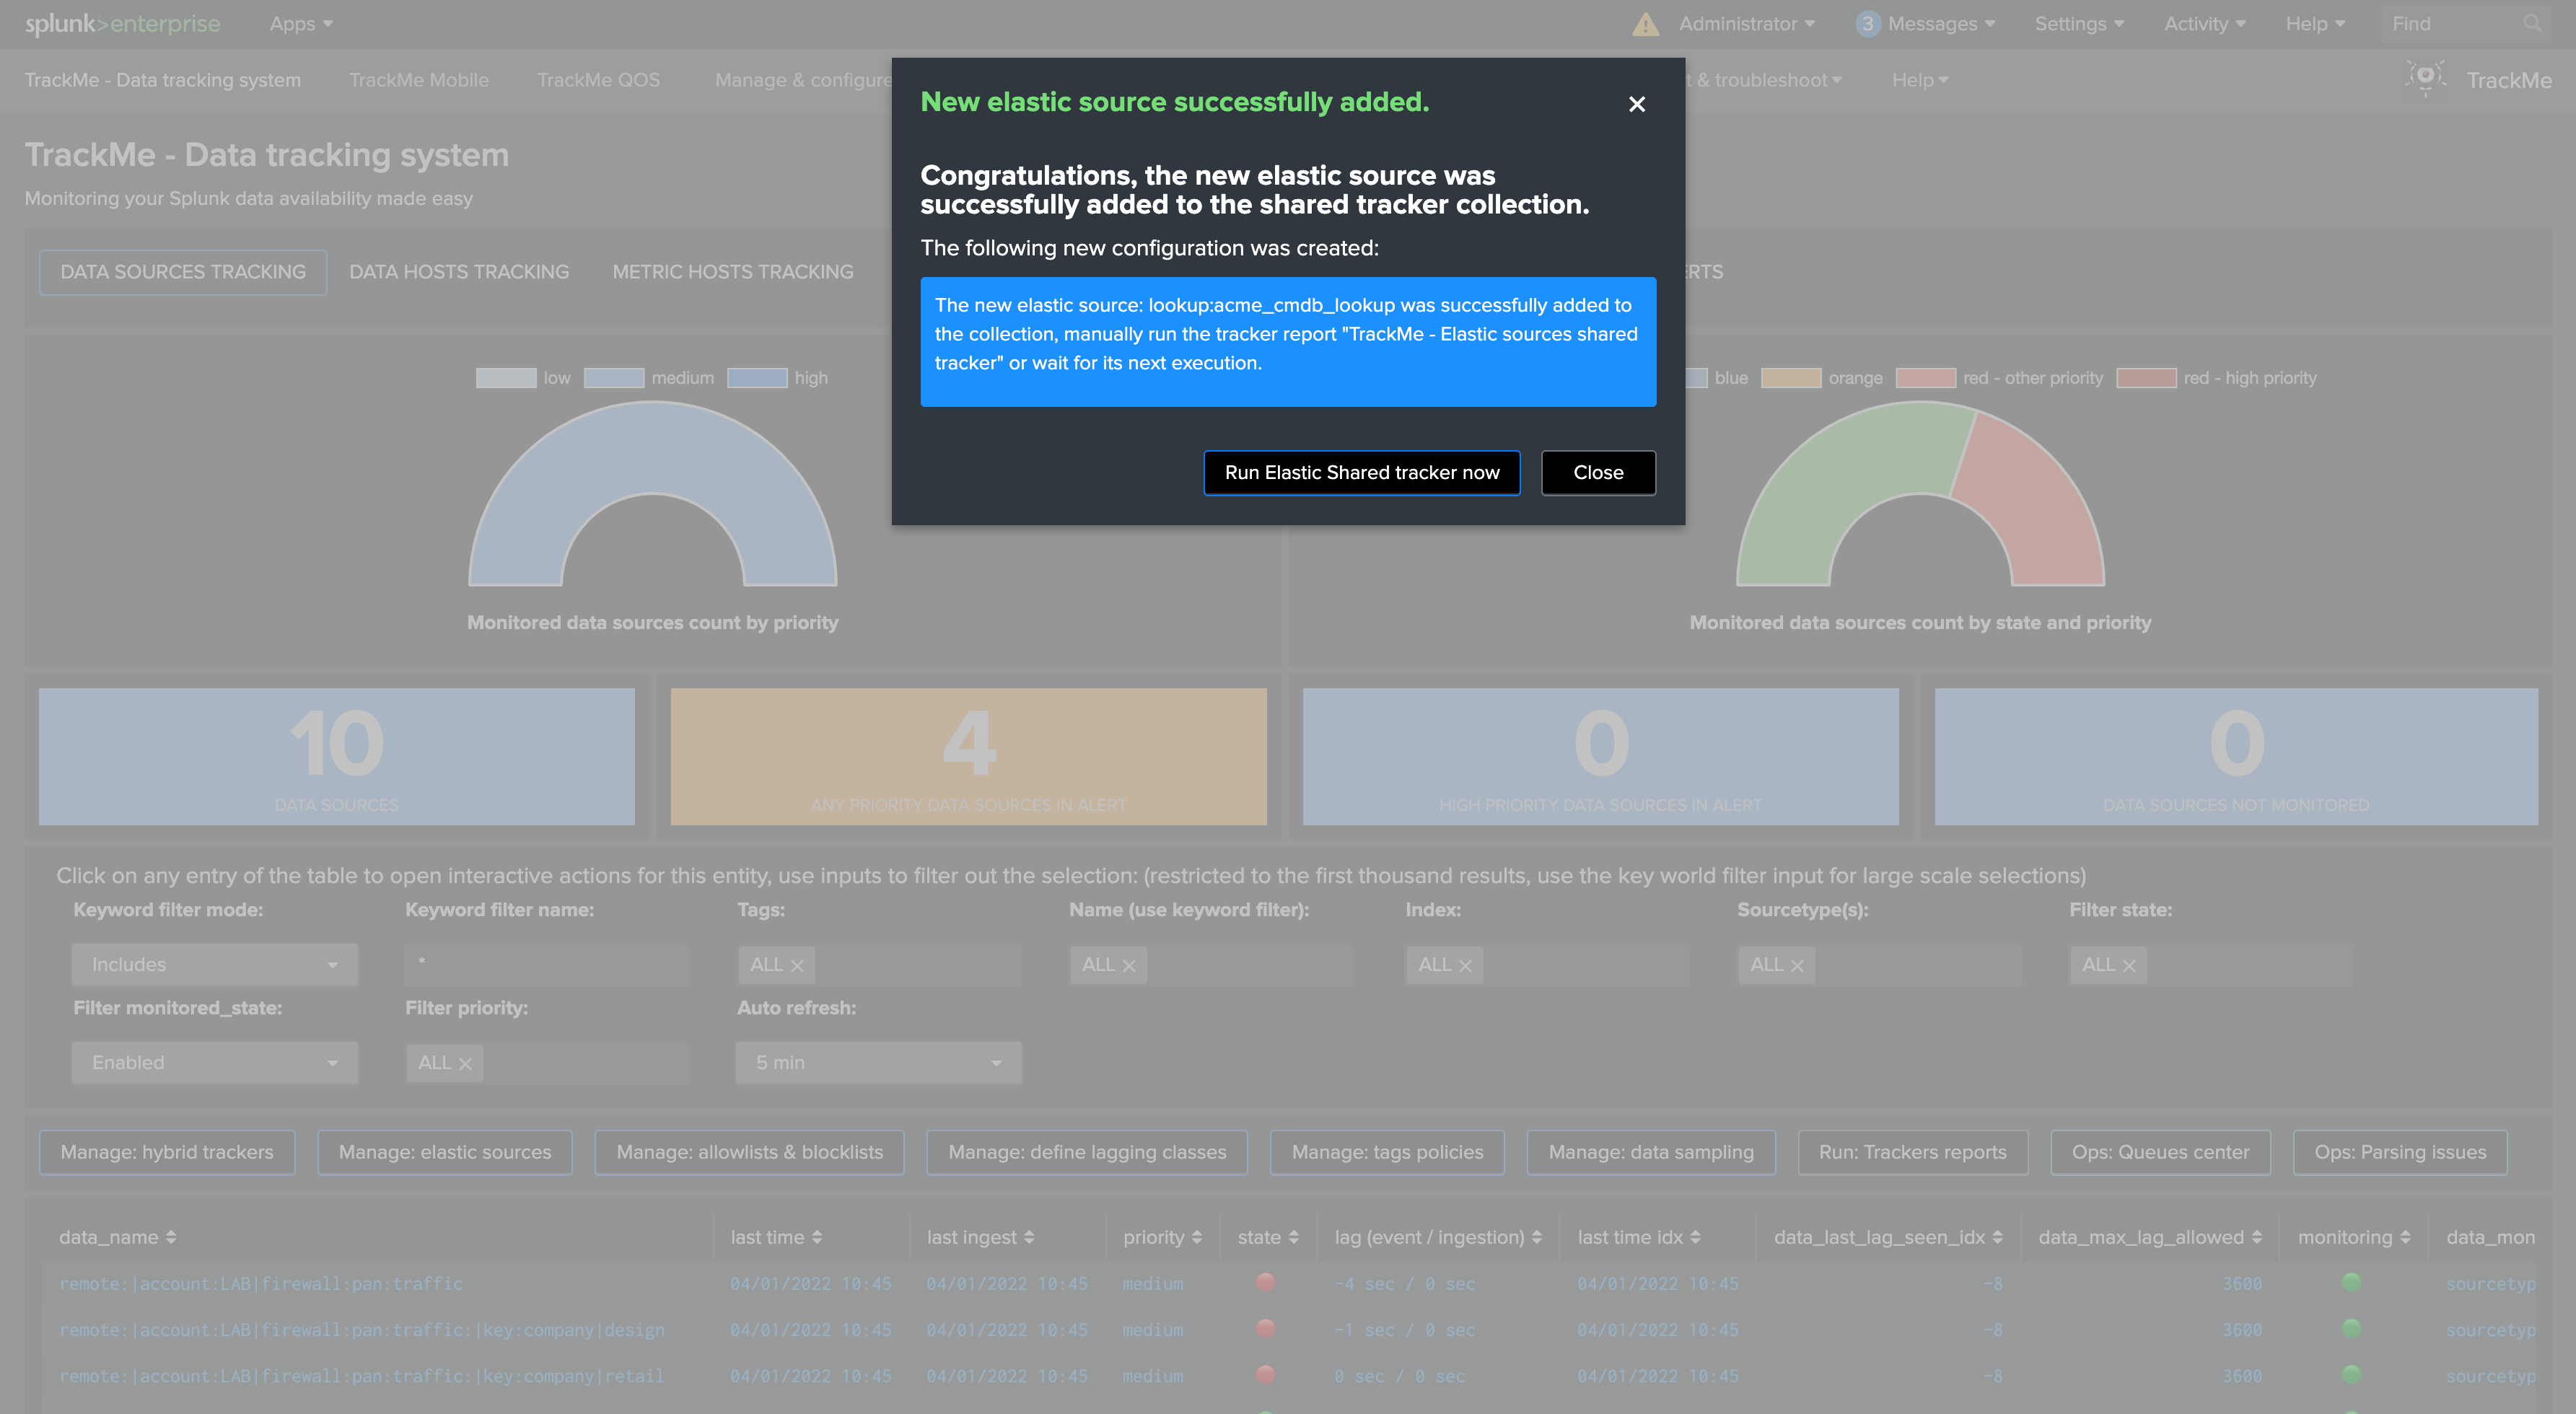 splunk>enterprise
Apps
Administrator
3 Messages
Settings
Activity
Help
Find
TrackMe - Data tracking system
TrackMe Mobile
TrackMe QOS
Manage & configure
t & troubleshoot
Help
TrackMe
New elastic source successfully added.
Congratulations, the new elastic source was
successfully added to the shared tracker collection.
The following new configuration was created:
The new elastic source: lookup:acme_cmdb_lookup was successfully added to
the collection, manually run the tracker report "TrackMe - Elastic sources shared
tracker" or wait for its next execution.
Run Elastic Shared tracker now
Close
TrackMe - Data tracking system
Monitoring your Splunk data availability made easy
DATA SOURCES TRACKING
DATA HOSTS TRACKING
METRIC HOSTS TRACKING
ERTS
low medium high
Monitored data sources count by priority
blue orange red - other priority red - high priority
Monitored data sources count by state and priority
10
DATA SOURCES
4
ANY PRIORITY DATA SOURCES IN ALERT
0
HIGH PRIORITY DATA SOURCES IN ALERT
0
DATA SOURCES NOT MONITORED
Click on any entry of the table to open interactive actions for this entity, use inputs to filter out the selection: (restricted to the first thousand results, use the key world filter input for large scale selections)
Keyword filter mode: Keyword filter name: Tags: Name (use keyword filter): Index: Sourcetype(s): Filter state:
Includes * ALL ALL ALL ALL ALL
Filter monitored_state: Filter priority: Auto refresh:
Enabled ALL 5 min
Manage: hybrid trackers
Manage: elastic sources
Manage: allowlists & blocklists
Manage: define lagging classes
Manage: tags policies
Manage: data sampling
Run: Trackers reports
Ops: Queues center
Ops: Parsing issues
data_name last time last ingest priority state lag (event / ingestion) last time idx data_last_lag_seen_idx data_max_lag_allowed monitoring data_mon
remote:|account:LAB|firewall:pan:traffic 04/01/2022 10:45 04/01/2022 10:45 medium -4 sec / 0 sec 04/01/2022 10:45 -8 3600 sourcetyp
remote:|account:LAB|firewall:pan:traffic:|key:company|design 04/01/2022 10:45 04/01/2022 10:45 medium -1 sec / 0 sec 04/01/2022 10:45 -8 3600 sourcetyp
remote:|account:LAB|firewall:pan:traffic:|key:company|retail 04/01/2022 10:45 04/01/2022 10:45 medium 0 sec / 0 sec 04/01/2022 10:45 -8 3600 sourcetyp